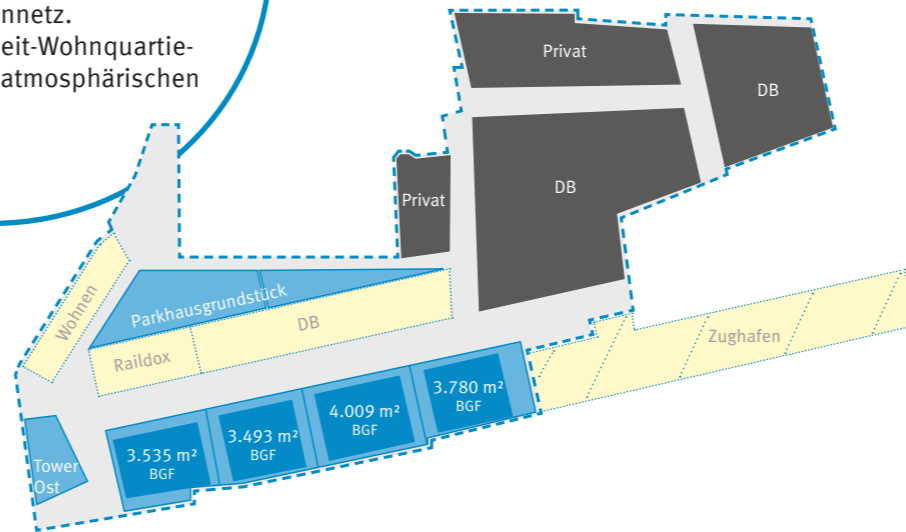 nnetz.
eit-Wohnquartie-
atmosphärischen
Privat
DB
DB
Privat
Wohnen
Parkhausgrundstück
DB
Raildox
Zughafen
3.780 m²
BGF
4.009 m²
BGF
3.493 m²
BGF
3.535 m²
BGF
Tower
Ost